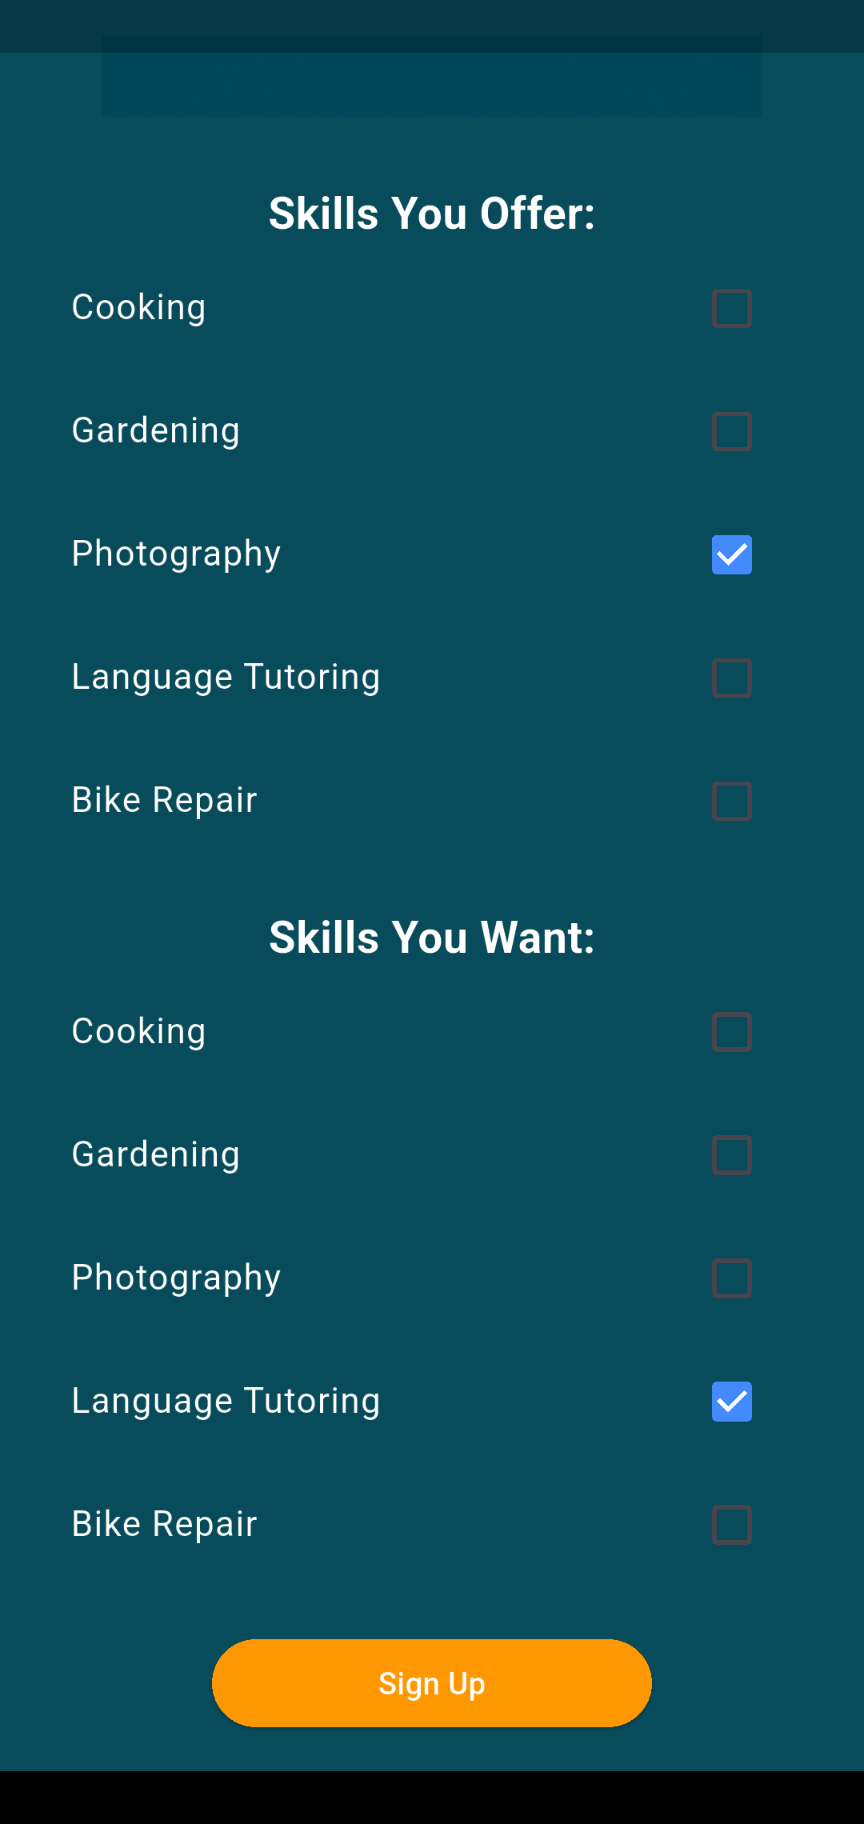 Skills You Offer:
Cooking
Gardening
Photography
Language Tutoring
Bike Repair
Skills You Want:
Cooking
Gardening
Photography
Language Tutoring
Bike Repair
Sign Up